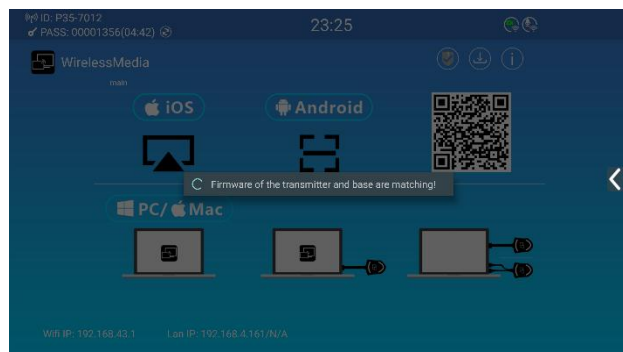 ID: P35-7012
PASS: 00001356(04:42)
23:25
WirelessMedia
main
iOS
Android
Firmware of the transmitter and base are matching!
PC/ Mac
Wifi IP: 192.168.43.1 Lan IP: 192.168.4.161/N/A